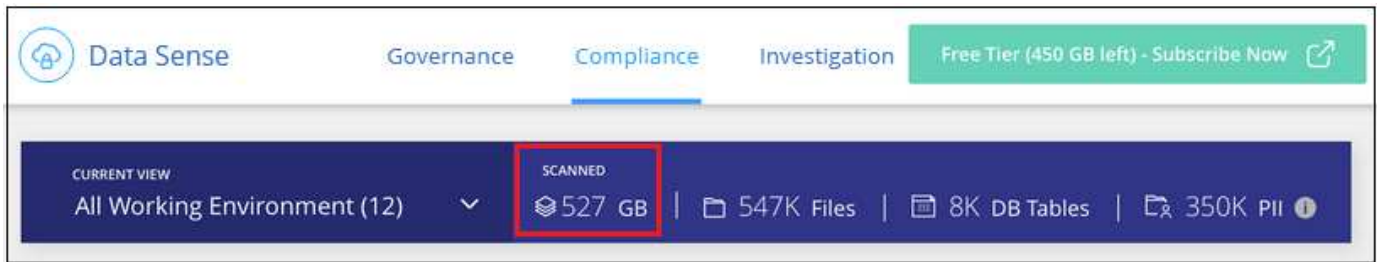 Data Sense Governance Compliance Investigation Free Tier (450 GB left) - Subscribe Now
CURRENT VIEW
All Working Environment (12)
SCANNED
527 GB | 547K Files | 8K DB Tables | 350K PII